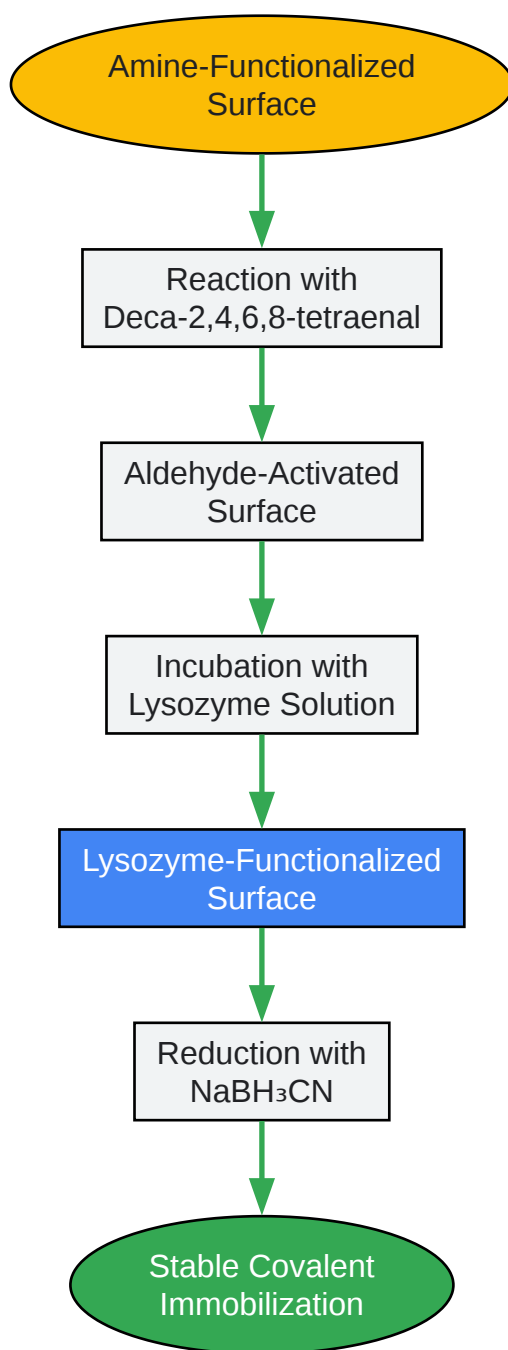 Amine-Functionalized
Surface
Reaction with
Deca-2,4,6,8-tetraenal
Aldehyde-Activated
Surface
Incubation with
Lysozyme Solution
Lysozyme-Functionalized
Surface
Reduction with
NaBH₃CN
Stable Covalent
Immobilization